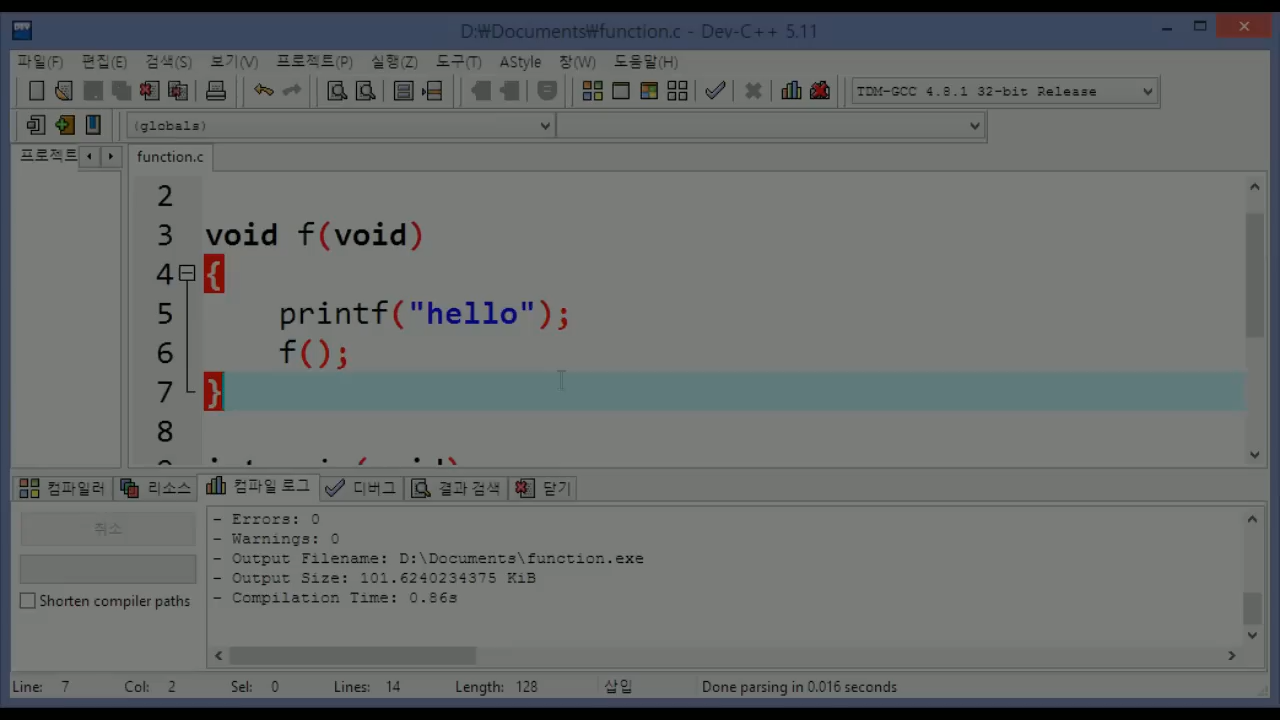 D:₩Documents₩function.c - Dev-C++ 5.11
파일(F) 편집(E) 검색(S) 보기(V) 프로젝트(P) 실행(Z) 도구(T) AStyle 창(W) 도움말(H)
TDM-GCC 4.8.1 32-bit Release
(globals)
프로젝트
function.c
2
3 void f(void)
4 {
5 printf("hello");
6 f();
7 }
8
컴파일러 리소스 컴파일 로그 디버그 결과 검색 닫기
취소
Shorten compiler paths
- Errors: 0
- Warnings: 0
- Output Filename: D:\Documents\function.exe
- Output Size: 101.6240234375 KiB
- Compilation Time: 0.86s
Line: 7 Col: 2 Sel: 0 Lines: 14 Length: 128 삽입 Done parsing in 0.016 seconds